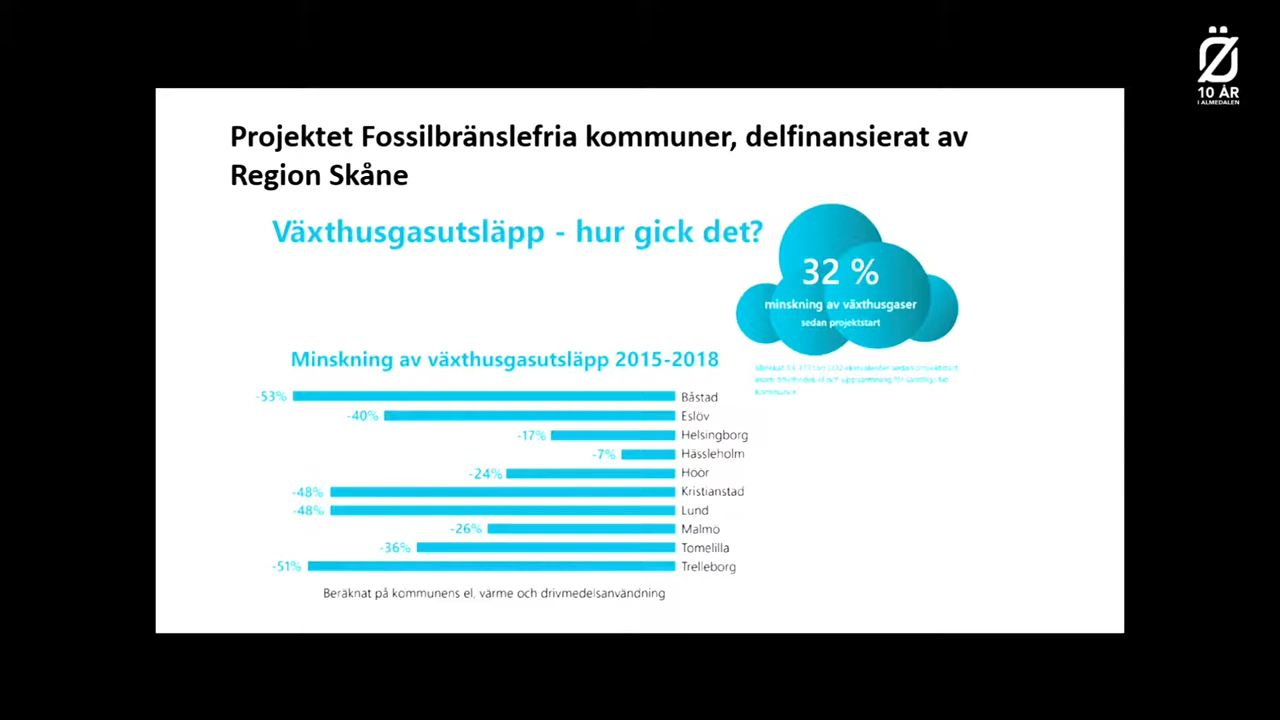 10 ÅR
I ALMEDALEN
Projektet Fossilbränslefria kommuner, delfinansierat av
Region Skåne
Växthusgasutsläpp - hur gick det?
32 %
minskning av växthusgaser
sedan projektstart
Minskning av växthusgasutsläpp 2015-2018
-53% Båstad
-40% Eslöv
-17% Helsingborg
-7% Hässleholm
-24% Höör
-48% Kristianstad
-48% Lund
-26% Malmö
-36% Tomelilla
-51% Trelleborg
kommuner
Beräknat på kommunens el, värme och drivmedelsanvändning